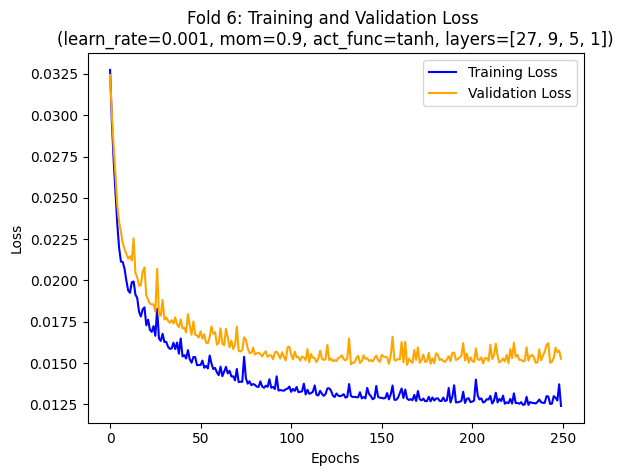 Fold 6: Training and Validation Loss
(learn_rate=0.001, mom=0.9, act_func=tanh, layers=[27, 9, 5, 1])
Training Loss
Validation Loss
Loss
0.0325
0.0300
0.0275
0.0250
0.0225
0.0200
0.0175
0.0150
0.0125
0
50
100
150
200
250
Epochs